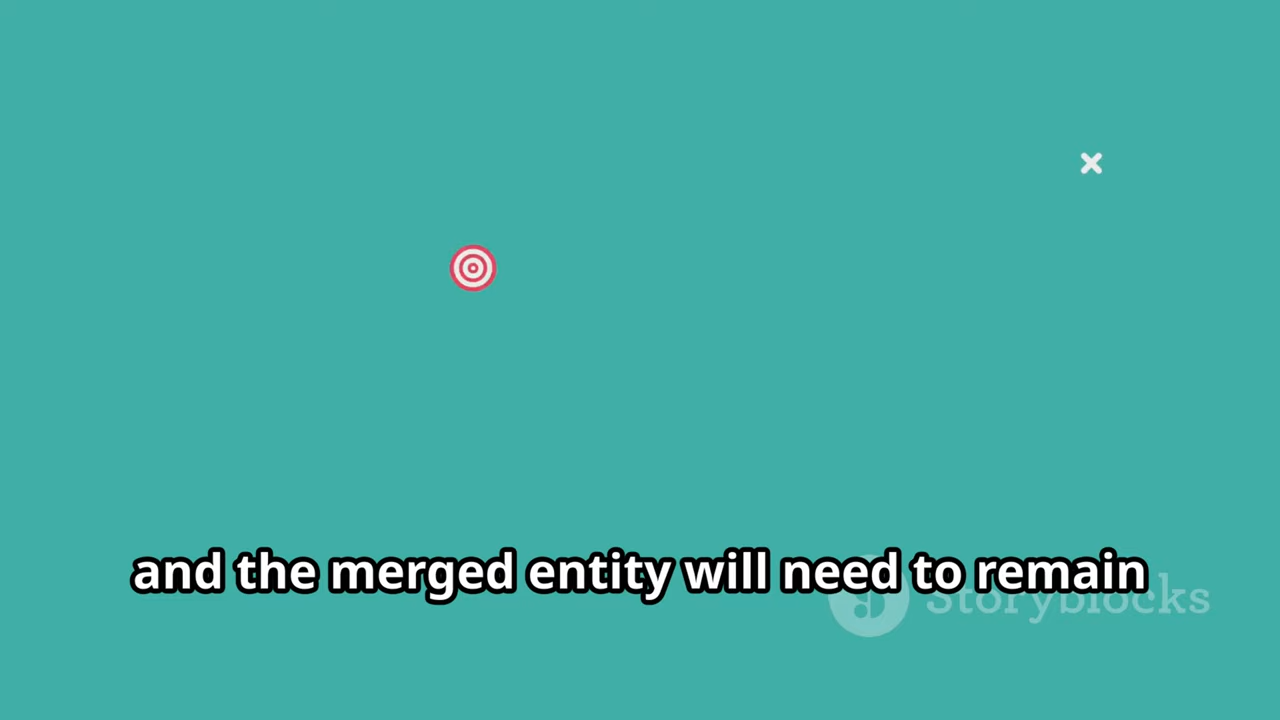 and the merged entity will need to remain
Storyblocks